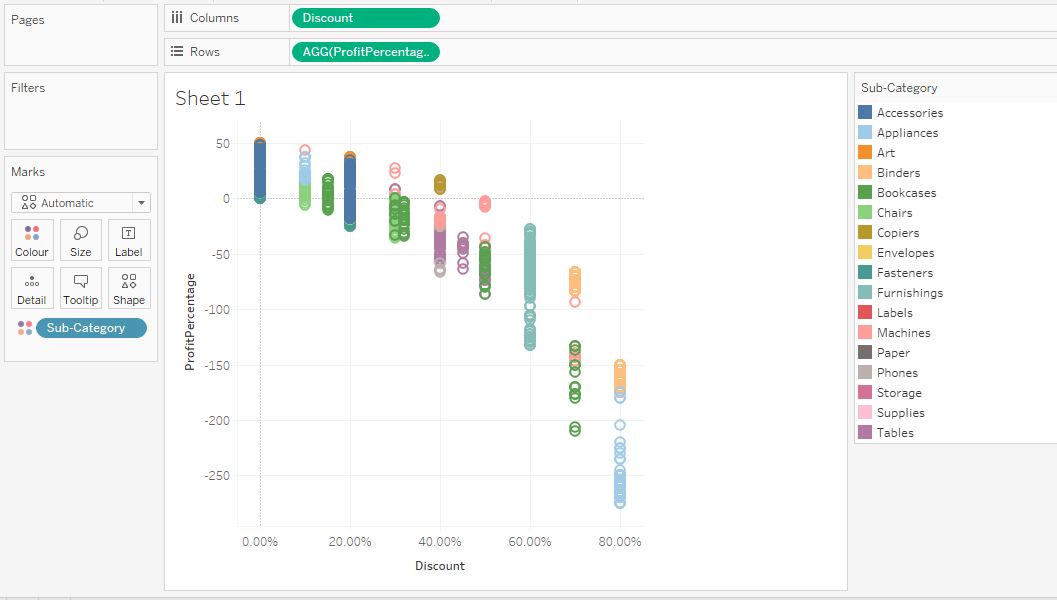 Pages
Columns
Discount
Rows
AGG(ProfitPercentag..
Filters
Marks
Automatic
Colour
Size
Label
Detail
Tooltip
Shape
Sub-Category
Sheet 1
ProfitPercentage
50
0
-50
-100
-150
-200
-250
0.00%
20.00%
40.00%
60.00%
80.00%
Discount
Sub-Category
Accessories
Appliances
Art
Binders
Bookcases
Chairs
Copiers
Envelopes
Fasteners
Furnishings
Labels
Machines
Paper
Phones
Storage
Supplies
Tables